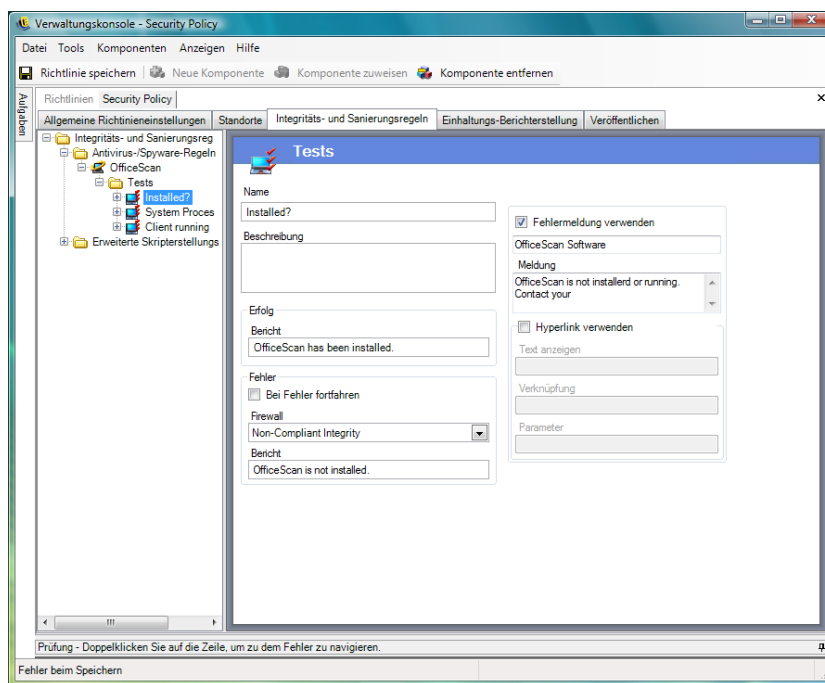 Verwaltungskonsole - Security Policy
Datei Tools Komponenten Anzeigen Hilfe
Richtlinie speichern Neue Komponente Komponente zuweisen Komponente entfernen
Aufgaben
Richtlinien Security Policy
Allgemeine Richtlinieneinstellungen Standorte Integritäts- und Sanierungsregeln Einhaltungs-Berichterstellung Veröffentlichen
Integritäts- und Sanierungsreg
Antivirus-/Spyware-Regeln
OfficeScan
Tests
Installed?
System Proces
Client running
Erweiterte Skripterstellungs
Tests
Name
Installed?
Beschreibung
Erfolg
Bericht
OfficeScan has been installed.
Fehler
Bei Fehler fortfahren
Firewall
Non-Compliant Integrity
Bericht
OfficeScan is not installed.
Fehlermeldung verwenden
OfficeScan Software
Meldung
OfficeScan is not installerd or running.
Contact your
Hyperlink verwenden
Text anzeigen
Verknüpfung
Parameter
Prüfung - Doppelklicken Sie auf die Zeile, um zu dem Fehler zu navigieren.
Fehler beim Speichern